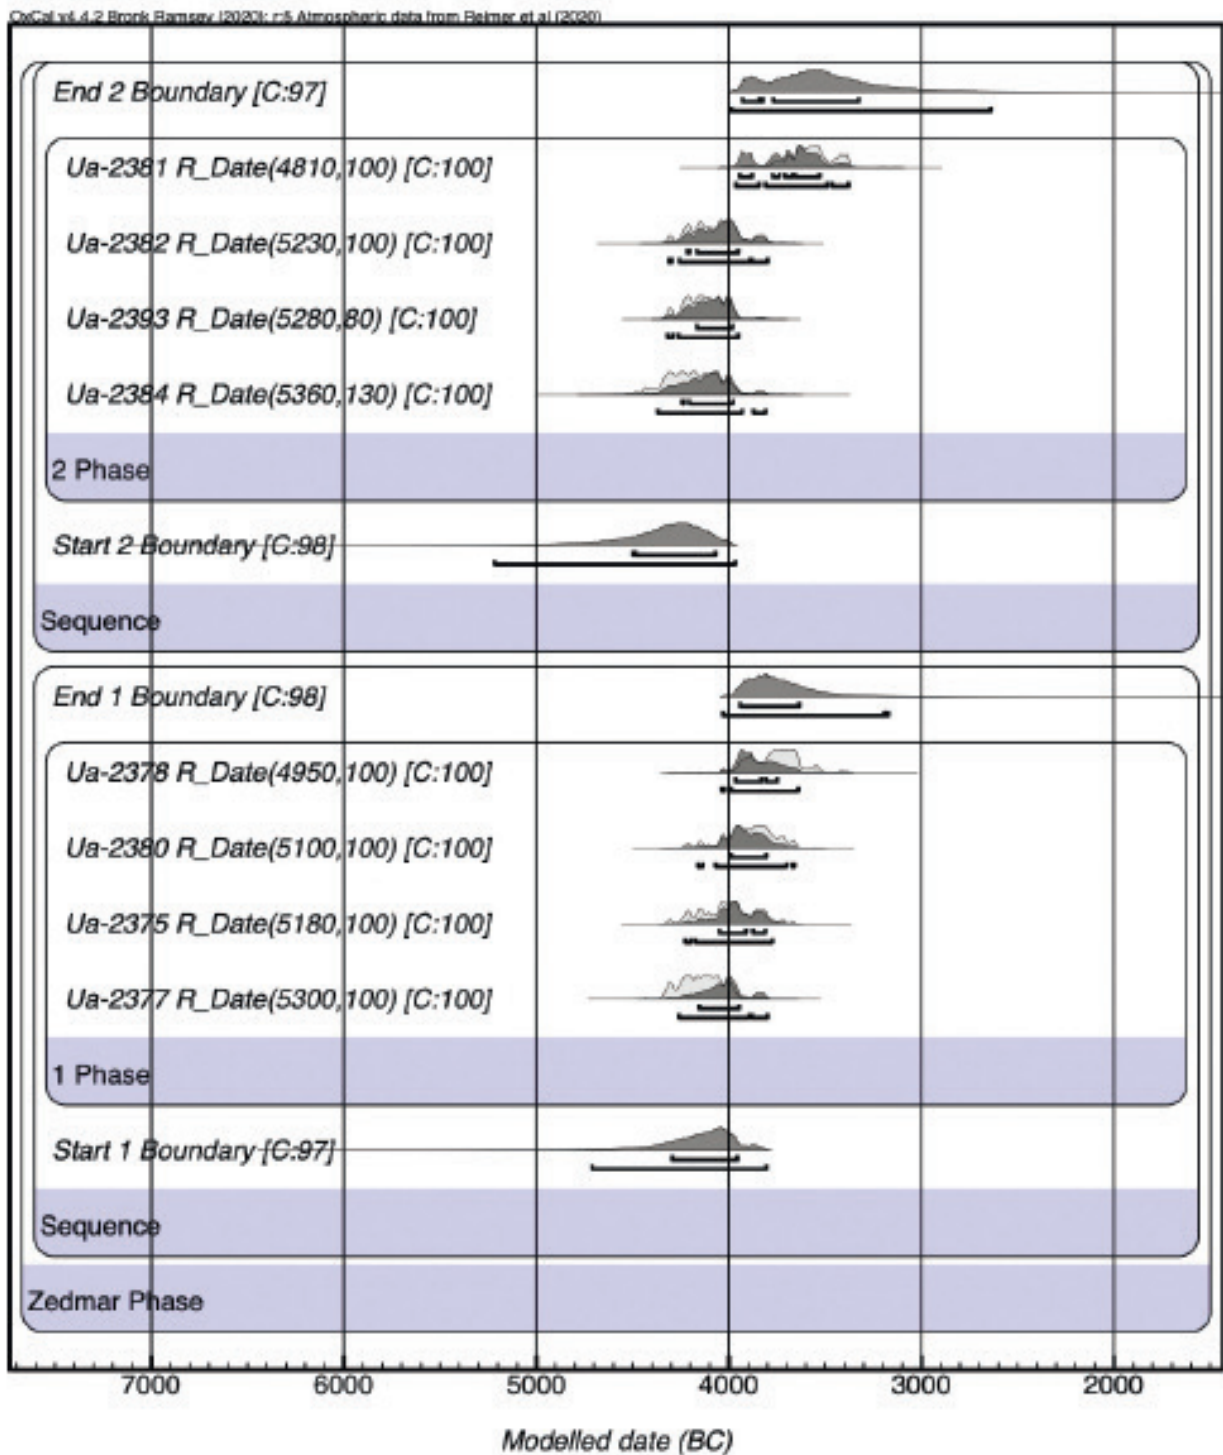 OxCal v4.4.2 Bronk Ramsey (2020); r:5 Atmospheric data from Reimer et al (2020)
End 2 Boundary [C:97]
Ua-2381 R_Date(4810,100) [C:100]
Ua-2382 R_Date(5230,100) [C:100]
Ua-2393 R_Date(5280,80) [C:100]
Ua-2384 R_Date(5360,130) [C:100]
2 Phase
Start 2 Boundary [C:98]
Sequence
End 1 Boundary [C:98]
Ua-2378 R_Date(4950,100) [C:100]
Ua-2380 R_Date(5100,100) [C:100]
Ua-2375 R_Date(5180,100) [C:100]
Ua-2377 R_Date(5300,100) [C:100]
1 Phase
Start 1 Boundary [C:97]
Sequence
Zedmar Phase
7000 6000 5000 4000 3000 2000
Modelled date (BC)